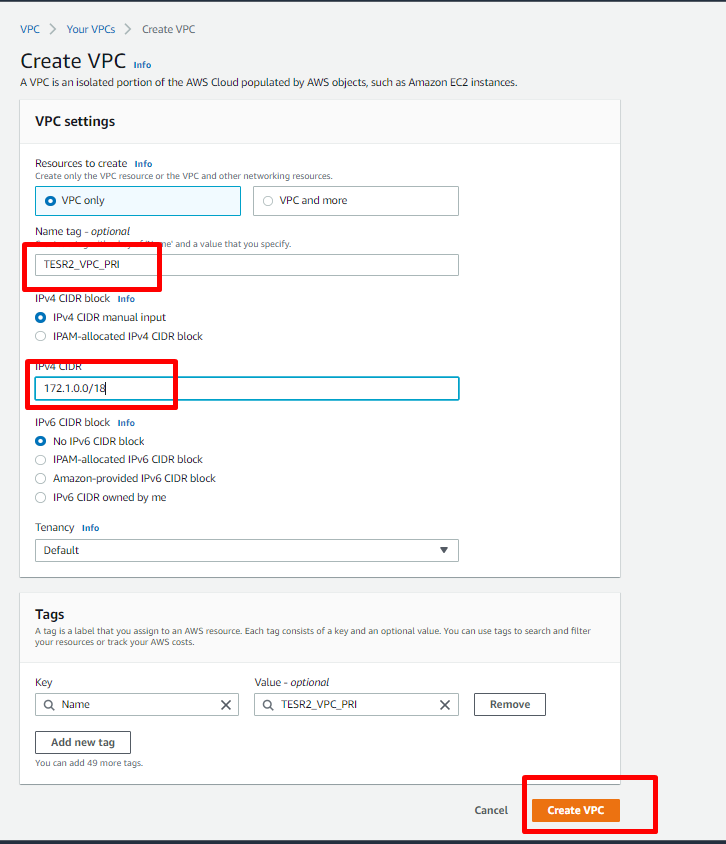 VPC > Your VPCs > Create VPC
Create VPC Info
A VPC is an isolated portion of the AWS Cloud populated by AWS objects, such as Amazon EC2 instances.
VPC settings
Resources to create Info
Create only the VPC resource or the VPC and other networking resources.
VPC only
VPC and more
Name tag - optional
and a value that you specify.
TESR2_VPC_PRI
IPv4 CIDR block Info
IPv4 CIDR manual input
IPAM-allocated IPv4 CIDR block
IPv4 CIDR
172.1.0.0/18
IPv6 CIDR block Info
No IPv6 CIDR block
IPAM-allocated IPv6 CIDR block
Amazon-provided IPv6 CIDR block
IPv6 CIDR owned by me
Tenancy Info
Default
Tags
A tag is a label that you assign to an AWS resource. Each tag consists of a key and an optional value. You can use tags to search and filter
your resources or track your AWS costs.
Key
Value - optional
Name
TESR2_VPC_PRI
Remove
Add new tag
You can add 49 more tags.
Cancel
Create VPC